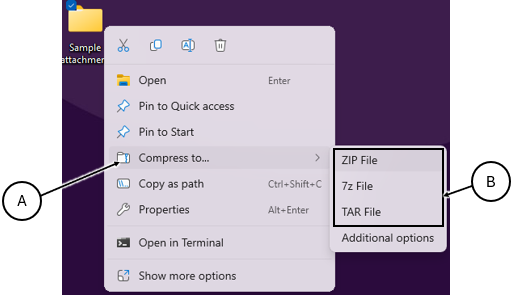 Sample
attachment
Open Enter
Pin to Quick access
Pin to Start
Compress to...
Copy as path Ctrl+Shift+C
Properties Alt+Enter
Open in Terminal
Show more options
ZIP File
7z File
TAR File
Additional options
A
B